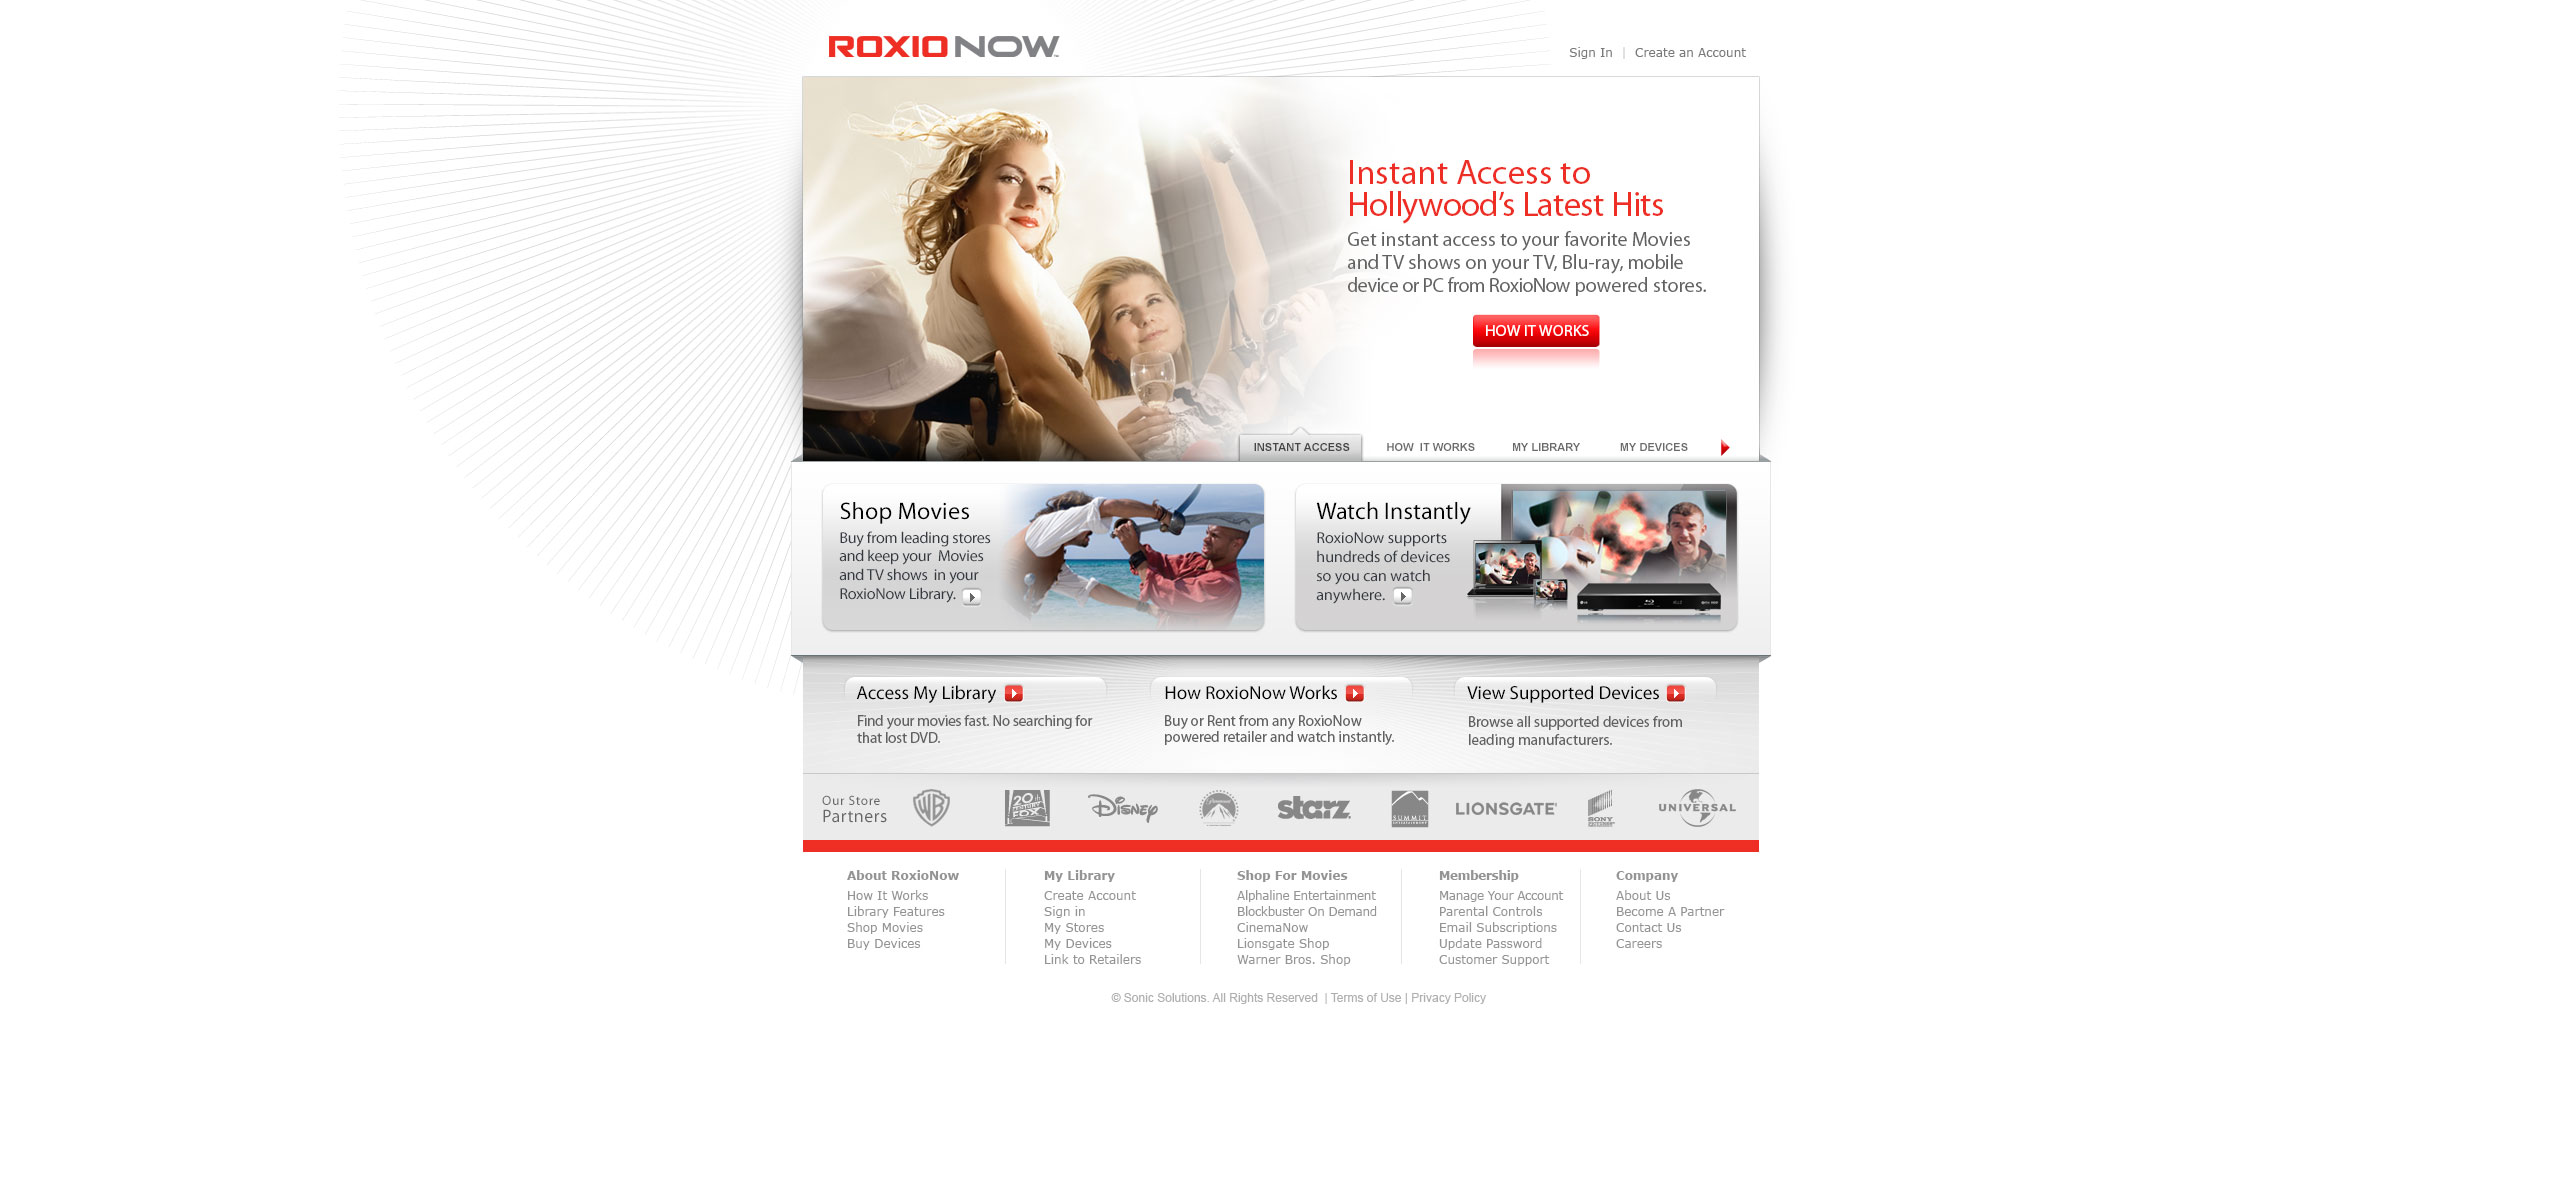 ROXIO NOW
Sign In | Create an Account
Instant Access to
Hollywood's Latest Hits
Get instant access to your favorite Movies
and TV shows on your TV, Blu-ray, mobile
device or PC from RoxioNow powered stores.
HOW IT WORKS
INSTANT ACCESS
HOW IT WORKS
MY LIBRARY
MY DEVICES
Shop Movies
Buy from leading stores
and keep your Movies
and TV shows in your
RoxioNow Library.
Watch Instantly
RoxioNow supports
hundreds of devices
so you can watch
anywhere.
Access My Library
Find your movies fast. No searching for
that lost DVD.
How RoxioNow Works
Buy or Rent from any RoxioNow
powered retailer and watch instantly.
View Supported Devices
Browse all supported devices from
leading manufacturers.
Our Store
Partners
WB
20th CENTURY FOX
Disney
Paramount
starz
SUMMIT
ENTERTAINMENT
LIONSGATE
SONY
PICTURES
UNIVERSAL
About RoxioNow
How It Works
Library Features
Shop Movies
Buy Devices
My Library
Create Account
Sign in
My Stores
My Devices
Link to Retailers
Shop For Movies
Alphaline Entertainment
Blockbuster On Demand
CinemaNow
Lionsgate Shop
Warner Bros. Shop
Membership
Manage Your Account
Parental Controls
Email Subscriptions
Update Password
Customer Support
Company
About Us
Become A Partner
Contact Us
Careers
© Sonic Solutions. All Rights Reserved | Terms of Use | Privacy Policy